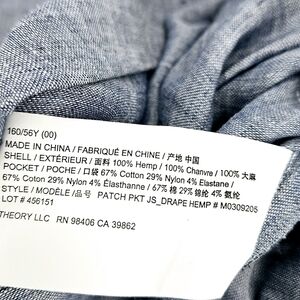 160/56Y (00)
MADE IN CHINA / FABRIQUÉ EN CHINE / 产地 中国
SHELL / EXTÉRIEUR / 面料 100% Hemp / 100% Chanvre / 100% 大麻
POCKET / POCHE / 口袋 67% Cotton 29% Nylon 4% Elastane /
67% Coton 29% Nylon 4% Élasthanne / 67% 棉 29% 锦纶 4% 氨纶
STYLE / MODÈLE / 品号 PATCH PKT JS_DRAPE HEMP # M0309205
LOT # 456151
THEORY LLC RN 98406 CA 39862